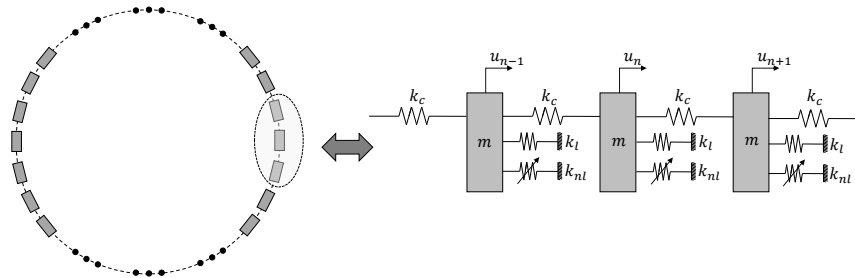 u_{n-1} u_n u_{n+1}
k_c k_c k_c k_c
m k_l m k_l m k_l
k_{nl} k_{nl} k_{nl}